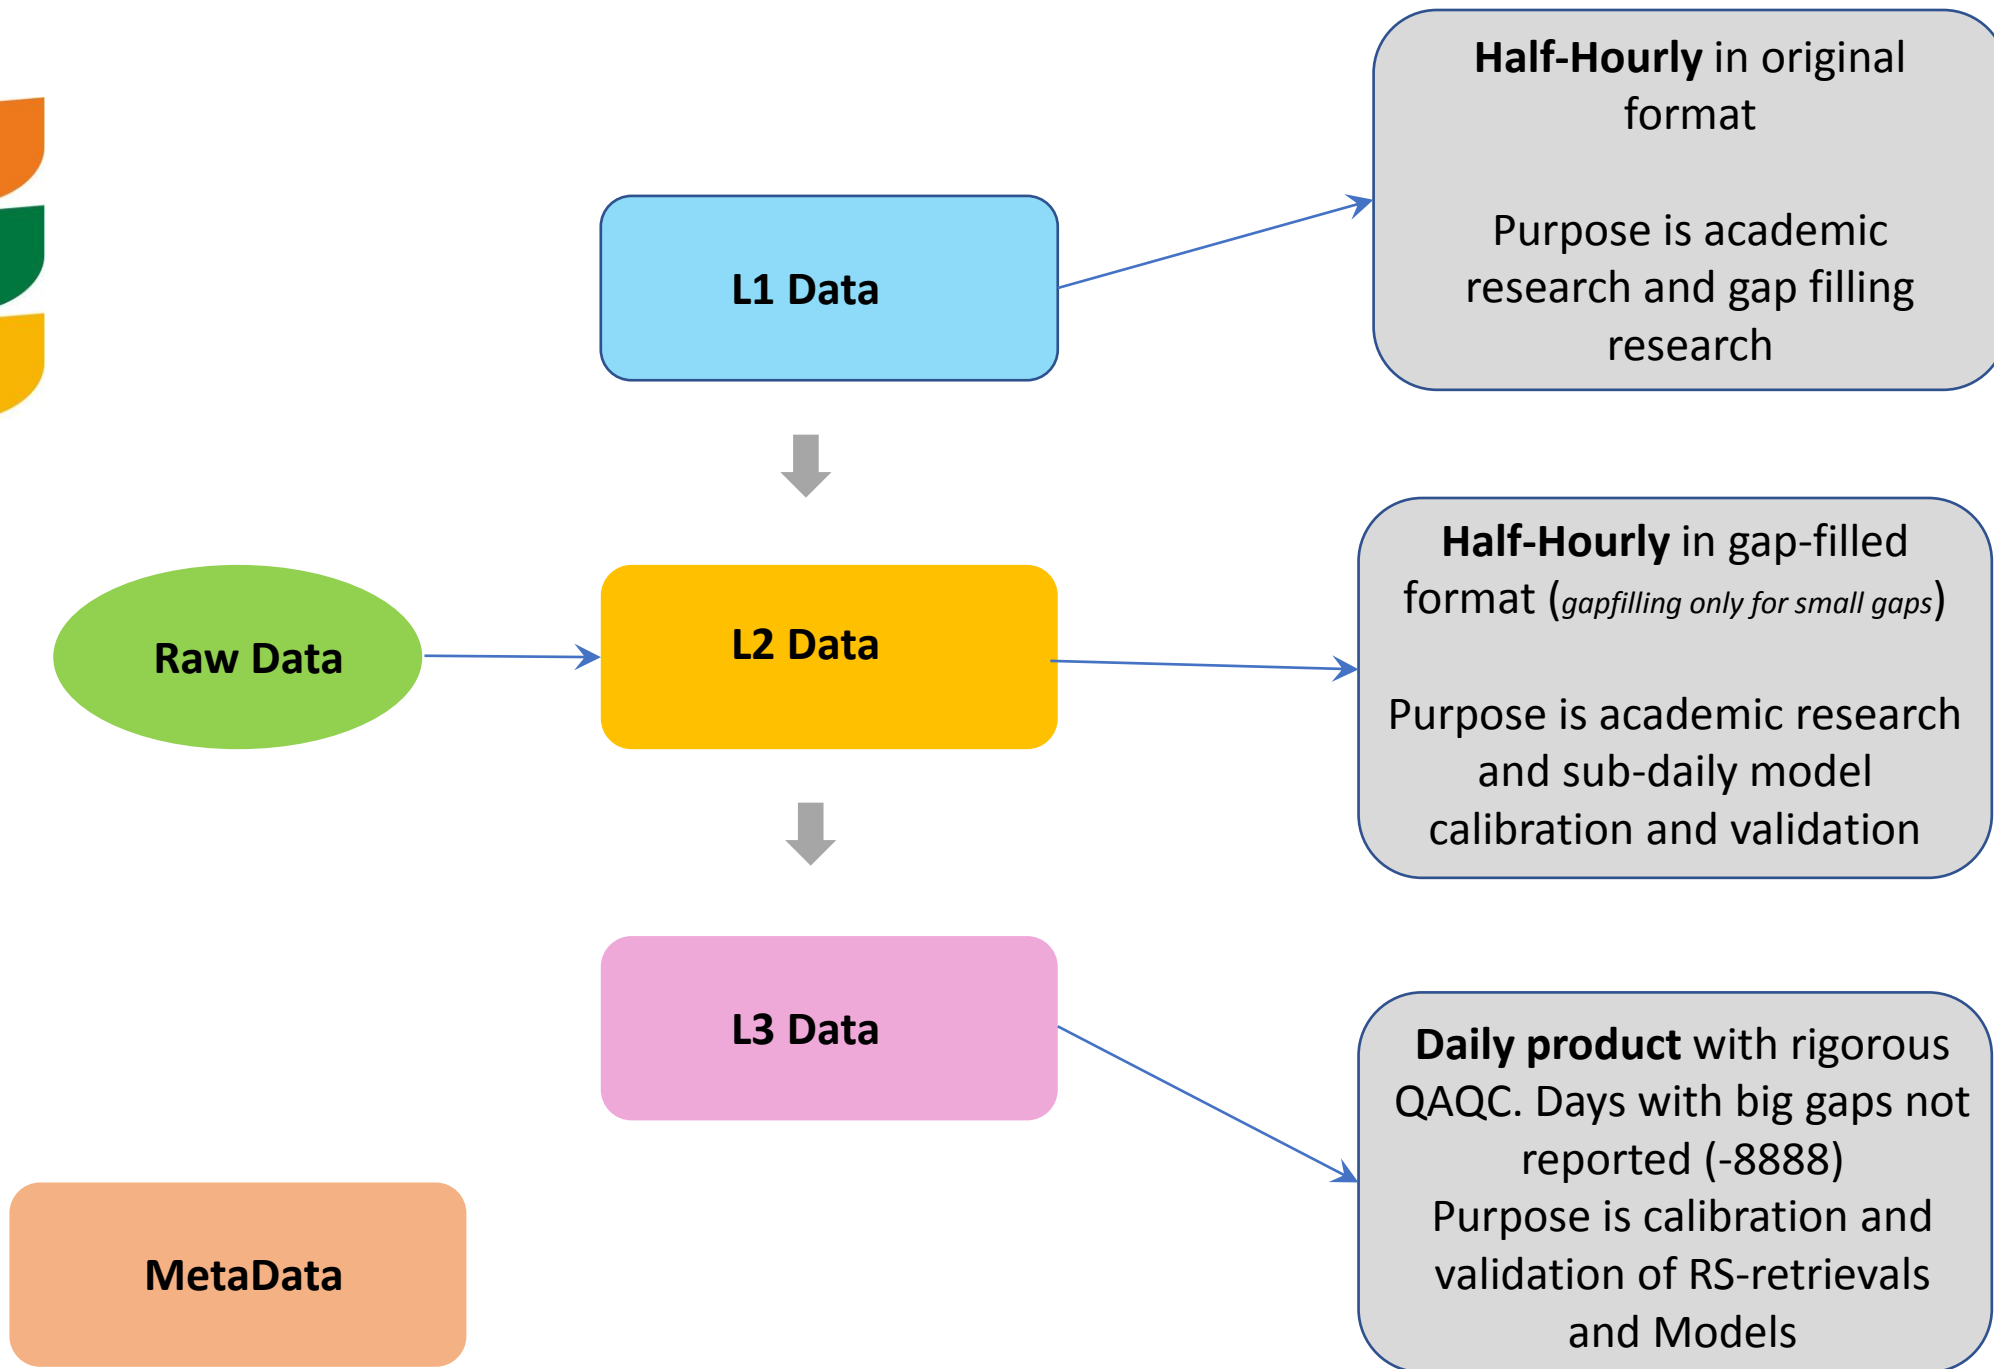 Half-Hourly in original
format
Purpose is academic
research and gap filling
research
L1 Data
Half-Hourly in gap-filled
format (gapfilling only for small gaps)
Purpose is academic research
and sub-daily model
calibration and validation
Raw Data
L2 Data
L3 Data
Daily product with rigorous
QAQC. Days with big gaps not
reported (-8888)
Purpose is calibration and
validation of RS-retrievals
and Models
MetaData